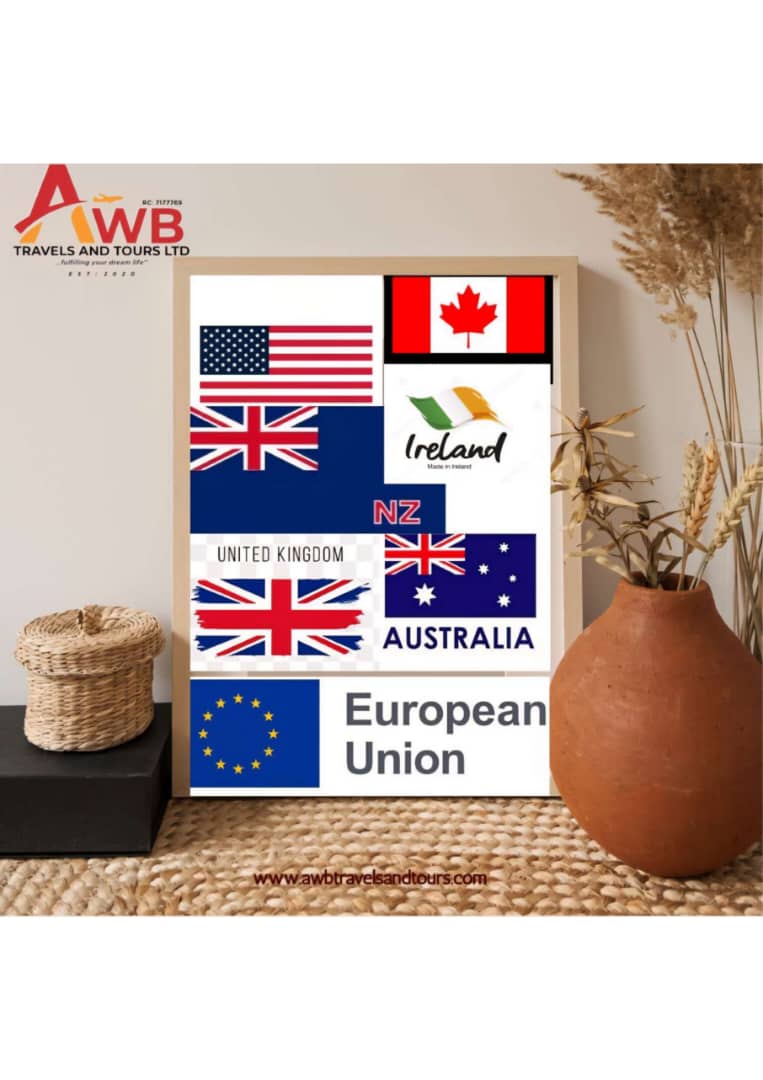 RC: 7177769
AWB
TRAVELS AND TOURS LTD
..fulfilling your dream life"
EST:2020
Ireland
Made in Ireland
NZ
UNITED KINGDOM
AUSTRALIA
European
Union
www.awbtravelsandtours.com